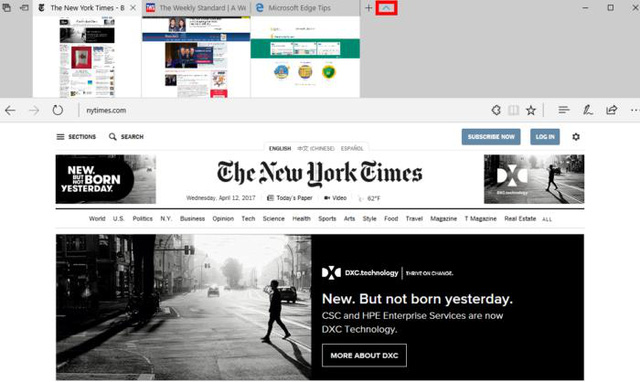 The New York Times - B
The Weekly Standard | A We
Microsoft Edge Tips
nytimes.com
SECTIONS
SEARCH
ENGLISH
中文 (CHINESE)
ESPAÑOL
SUBSCRIBE NOW
LOG IN
NEW.
BUT NOT BORN
YESTERDAY.
The New York Times
DXC.technology
Wednesday, April 12, 2017
Today's Paper
Video
62°F
World U.S. Politics N.Y. Business Opinion Tech Science Health Sports Arts Style Food Travel Magazine T Magazine Real Estate ALL
DXC.technology | THRIVE ON CHANGE.
New. But not born yesterday.
CSC and HPE Enterprise Services are now
DXC Technology.
MORE ABOUT DXC